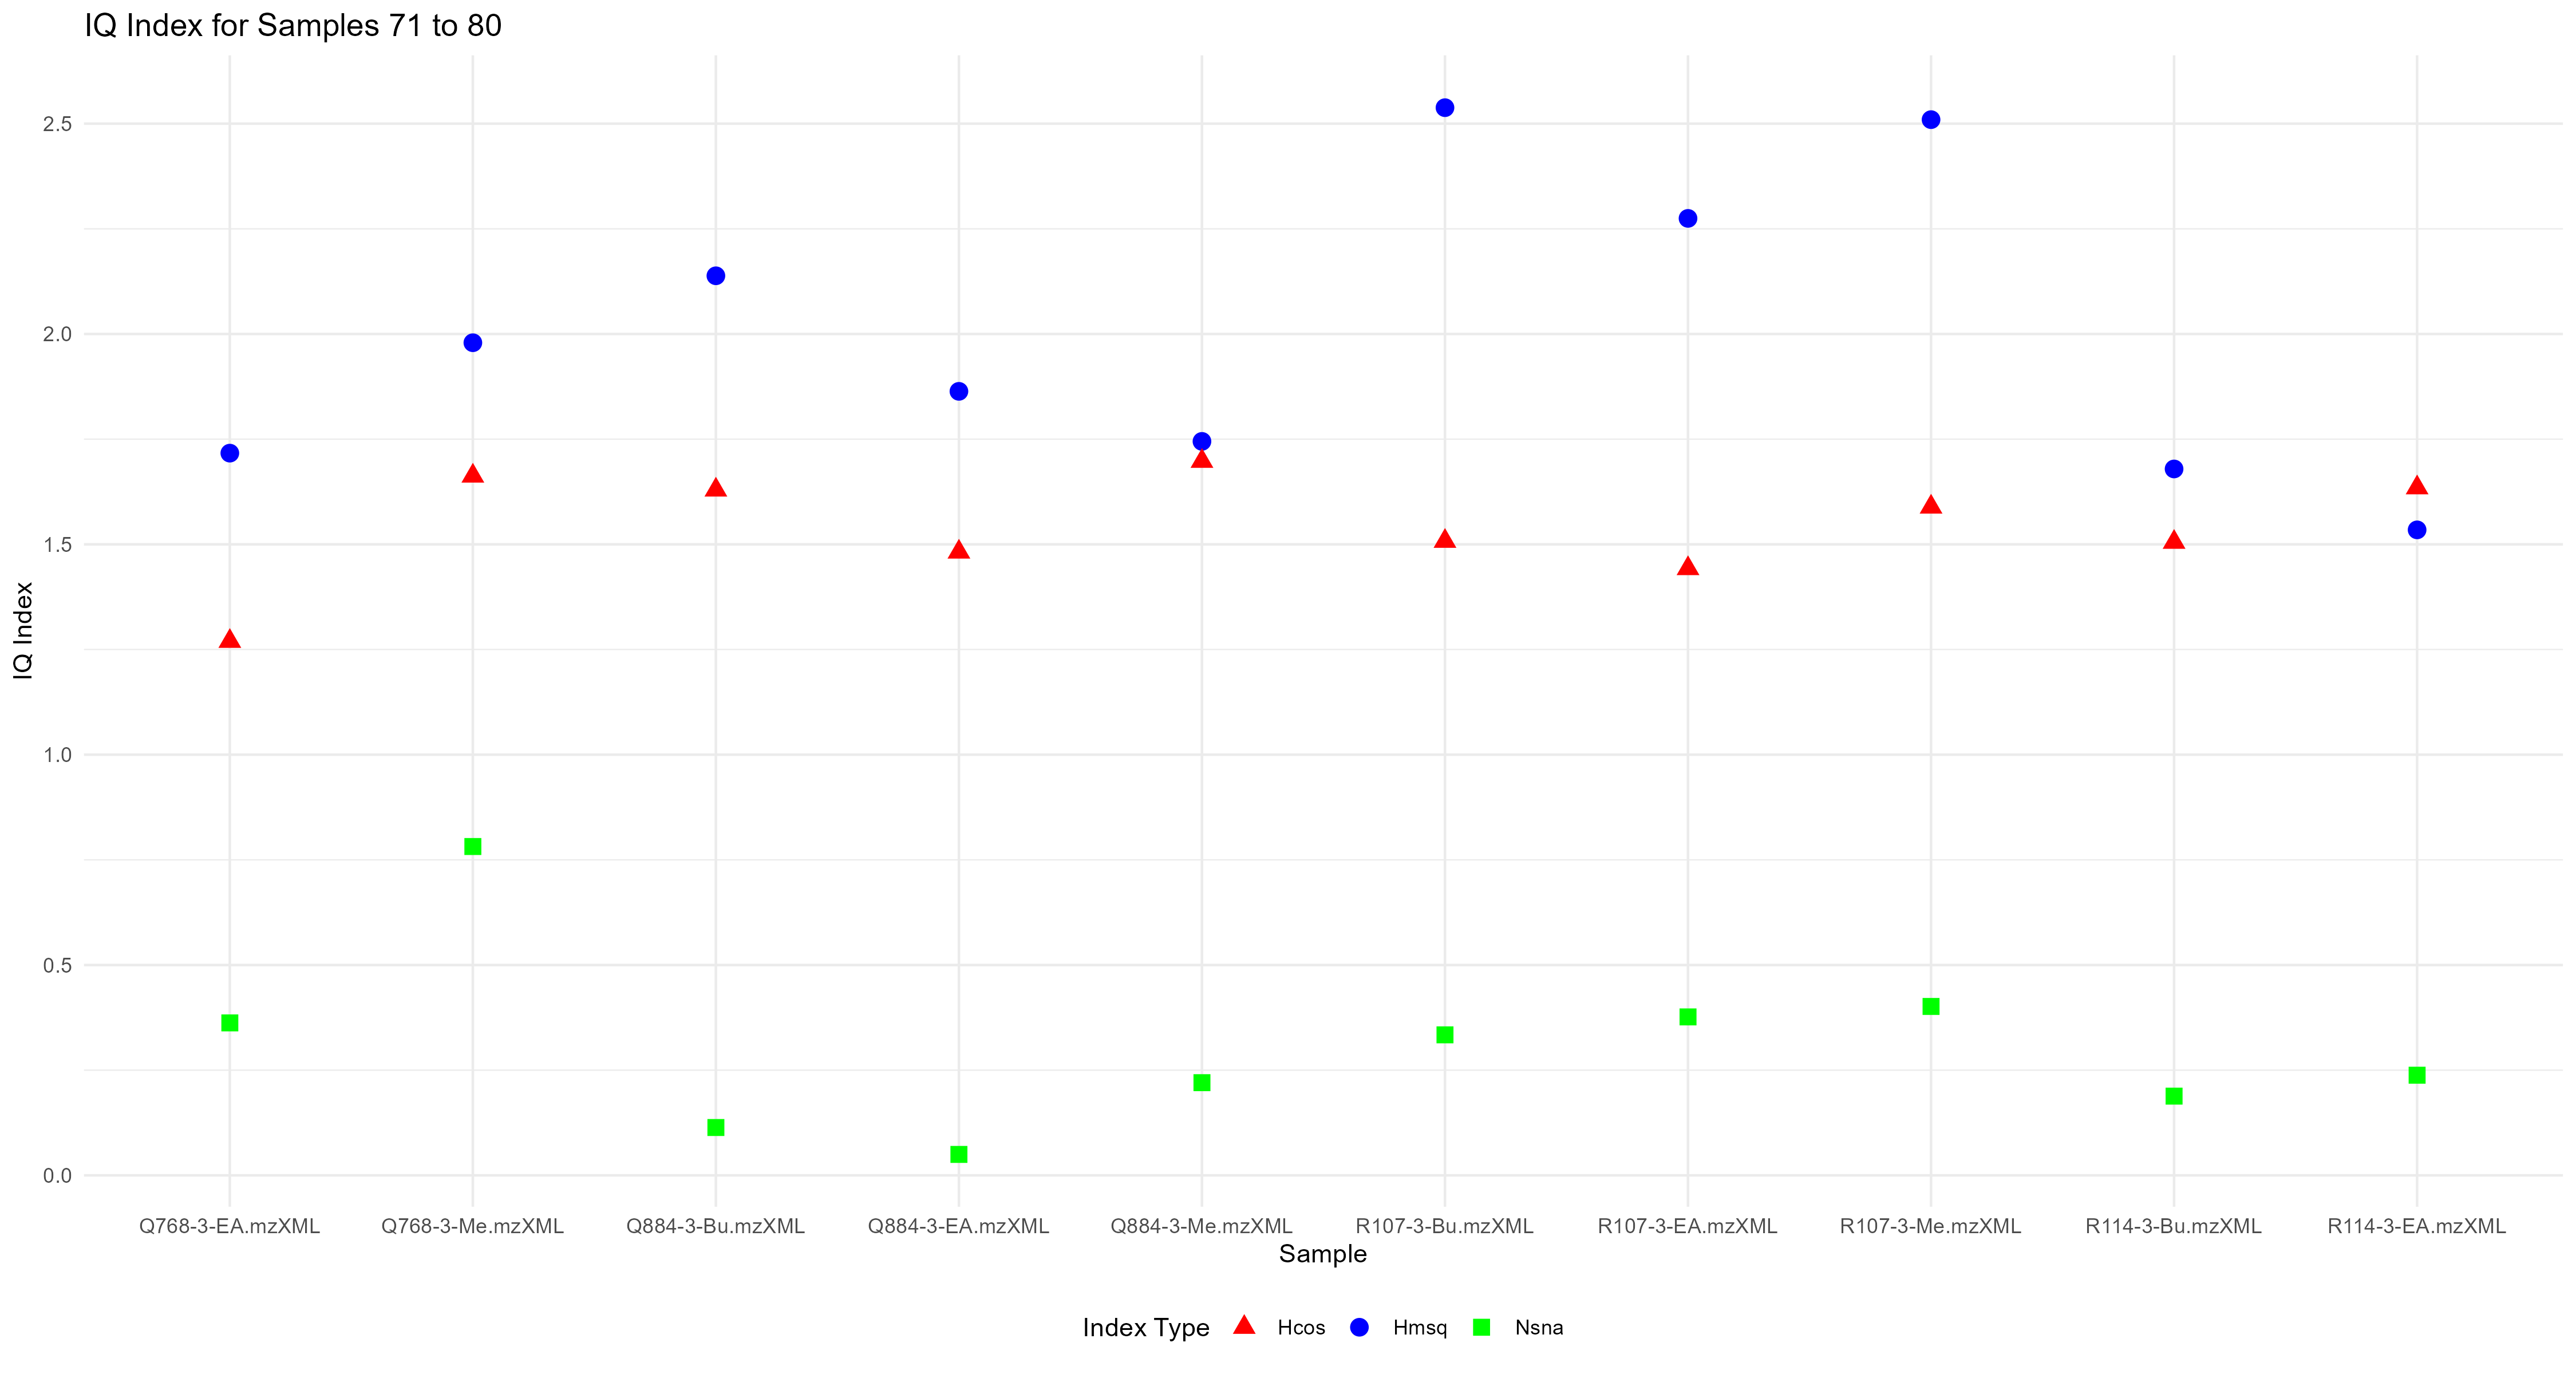 IQ Index for Samples 71 to 80
IQ Index
2.5
2.0
1.5
1.0
0.5
0.0
Q768-3-EA.mzXML Q768-3-Me.mzXML Q884-3-Bu.mzXML Q884-3-EA.mzXML Q884-3-Me.mzXML R107-3-Bu.mzXML R107-3-EA.mzXML R107-3-Me.mzXML R114-3-Bu.mzXML R114-3-EA.mzXML
Sample
Index Type Hcos Hmsq Nsna